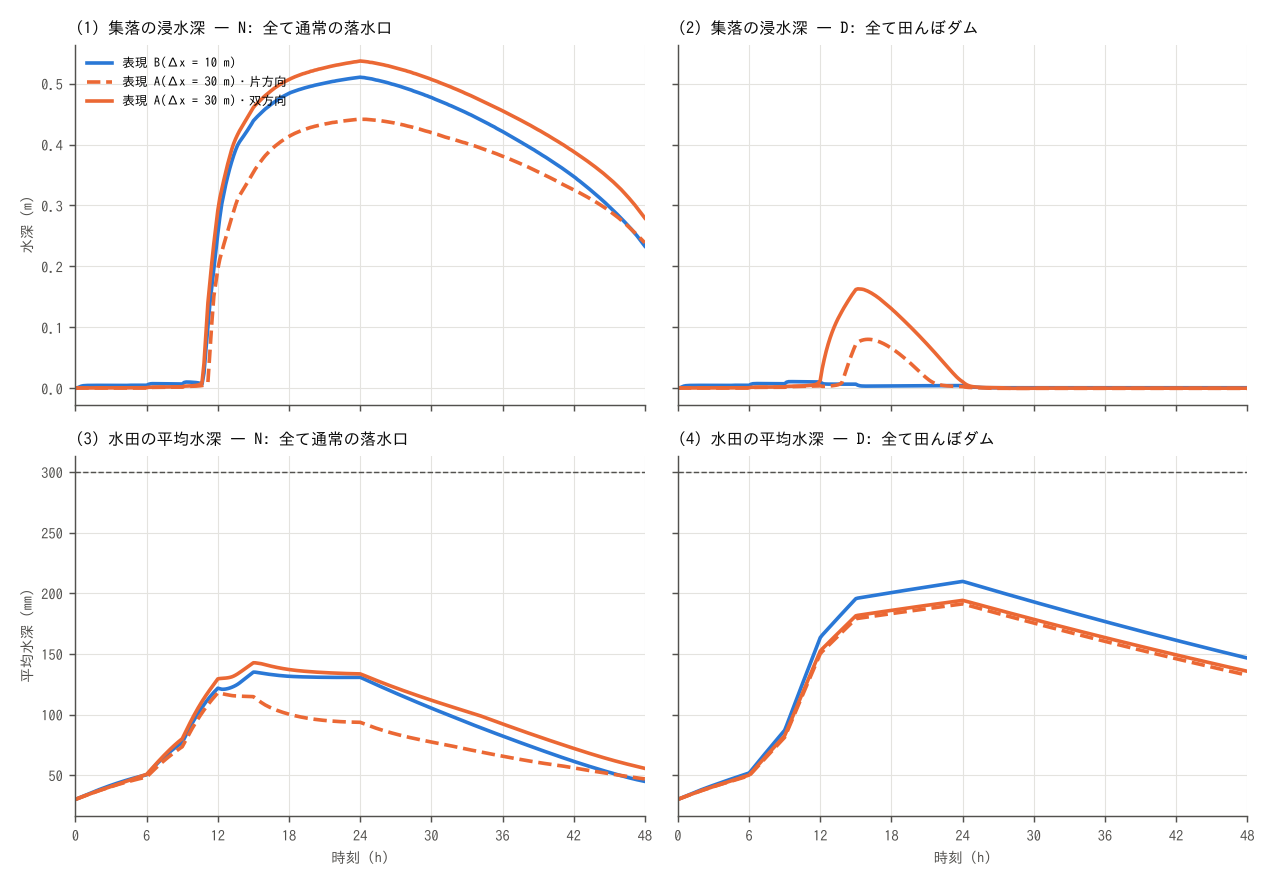 (1) 集落の浸水深 — N: 全て通常の落水口
表現 B(Δx = 10 m)
表現 A(Δx = 30 m)・片方向
表現 A(Δx = 30 m)・双方向
水深 (m)
0.5
0.4
0.3
0.2
0.1
0.0
(2) 集落の浸水深 — D: 全て田んぼダム
(3) 水田の平均水深 — N: 全て通常の落水口
平均水深 (mm)
300
250
200
150
100
50
0 6 12 18 24 30 36 42 48
時刻 (h)
(4) 水田の平均水深 — D: 全て田んぼダム
0 6 12 18 24 30 36 42 48
時刻 (h)